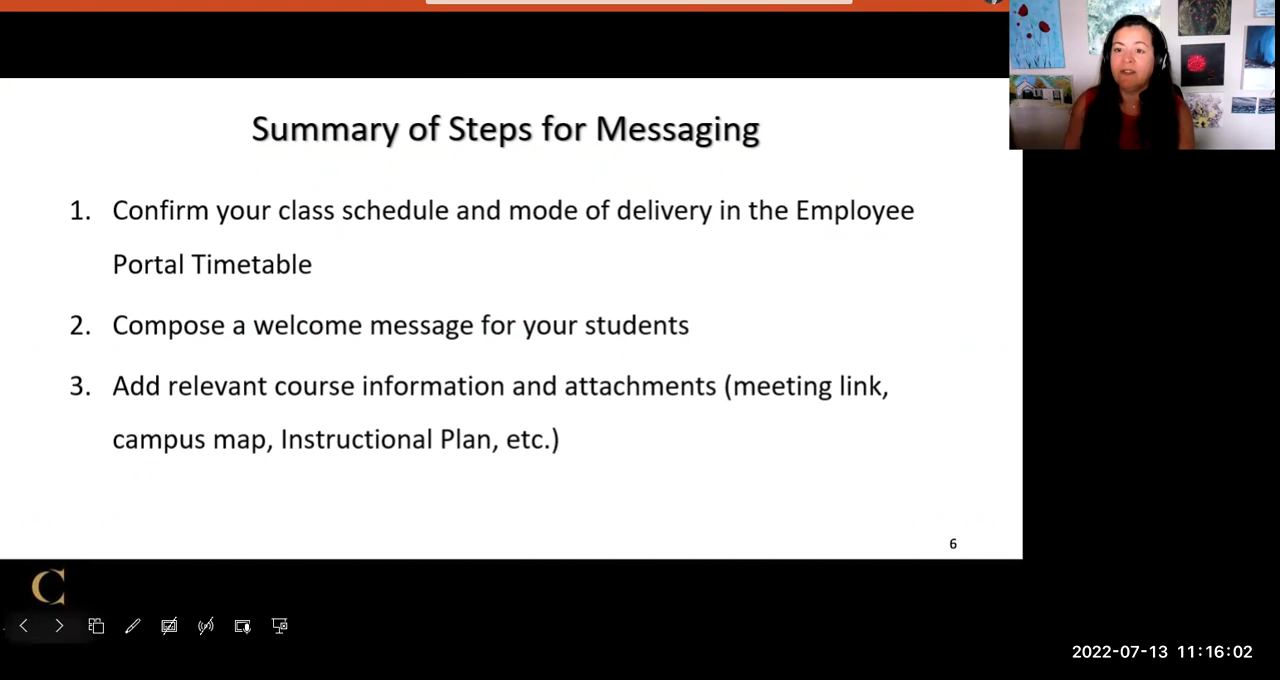 Summary of Steps for Messaging
1. Confirm your class schedule and mode of delivery in the Employee
Portal Timetable
2. Compose a welcome message for your students
3. Add relevant course information and attachments (meeting link,
campus map, Instructional Plan, etc.)
6
C
2022-07-13 11:16:02